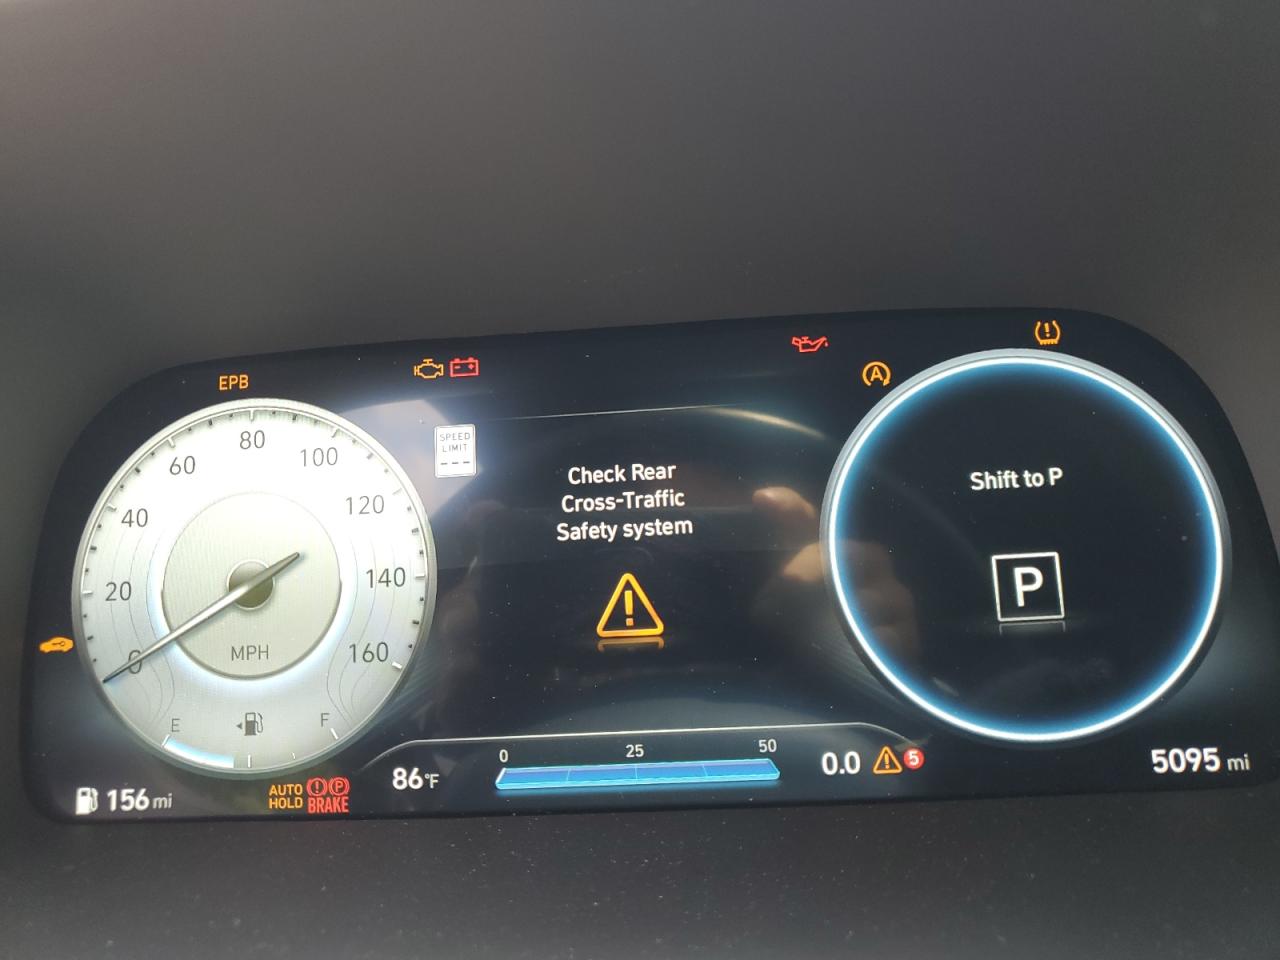 EPB
A
80
60
100
40
120
20
140
0
160
MPH
E
F
SPEED
LIMIT
---
Check Rear
Cross-Traffic
Safety system
Shift to P
P
156 mi
AUTO
HOLD
P
BRAKE
86°F
0
25
50
0.0
5
5095 mi